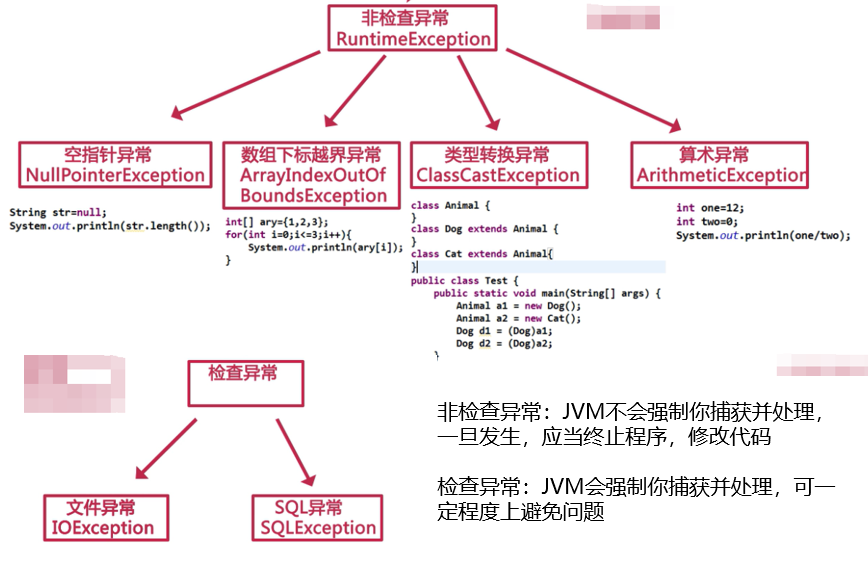 非检查异常
RuntimeException
空指针异常
NullPointerException
String str=null;
System.out.println(str.length());
数组下标越界异常
ArrayIndexOutOf
BoundsException
int[] ary={1,2,3};
for(int i=0;i<=3;i++){
System.out.println(ary[i]);
}
类型转换异常
ClassCastException
class Animal {
}
class Dog extends Animal {
}
class Cat extends Animal{
}
public class Test {
public static void main(String[] args) {
Animal a1 = new Dog();
Animal a2 = new Cat();
Dog d1 = (Dog)a1;
Dog d2 = (Dog)a2;
}
算术异常
ArithmeticException
int one=12;
int two=0;
System.out.println(one/two);
检查异常
文件异常
IOException
SQL异常
SQLException
非检查异常：JVM不会强制你捕获并处理，
一旦发生，应当终止程序，修改代码
检查异常：JVM会强制你捕获并处理，可一
定程度上避免问题